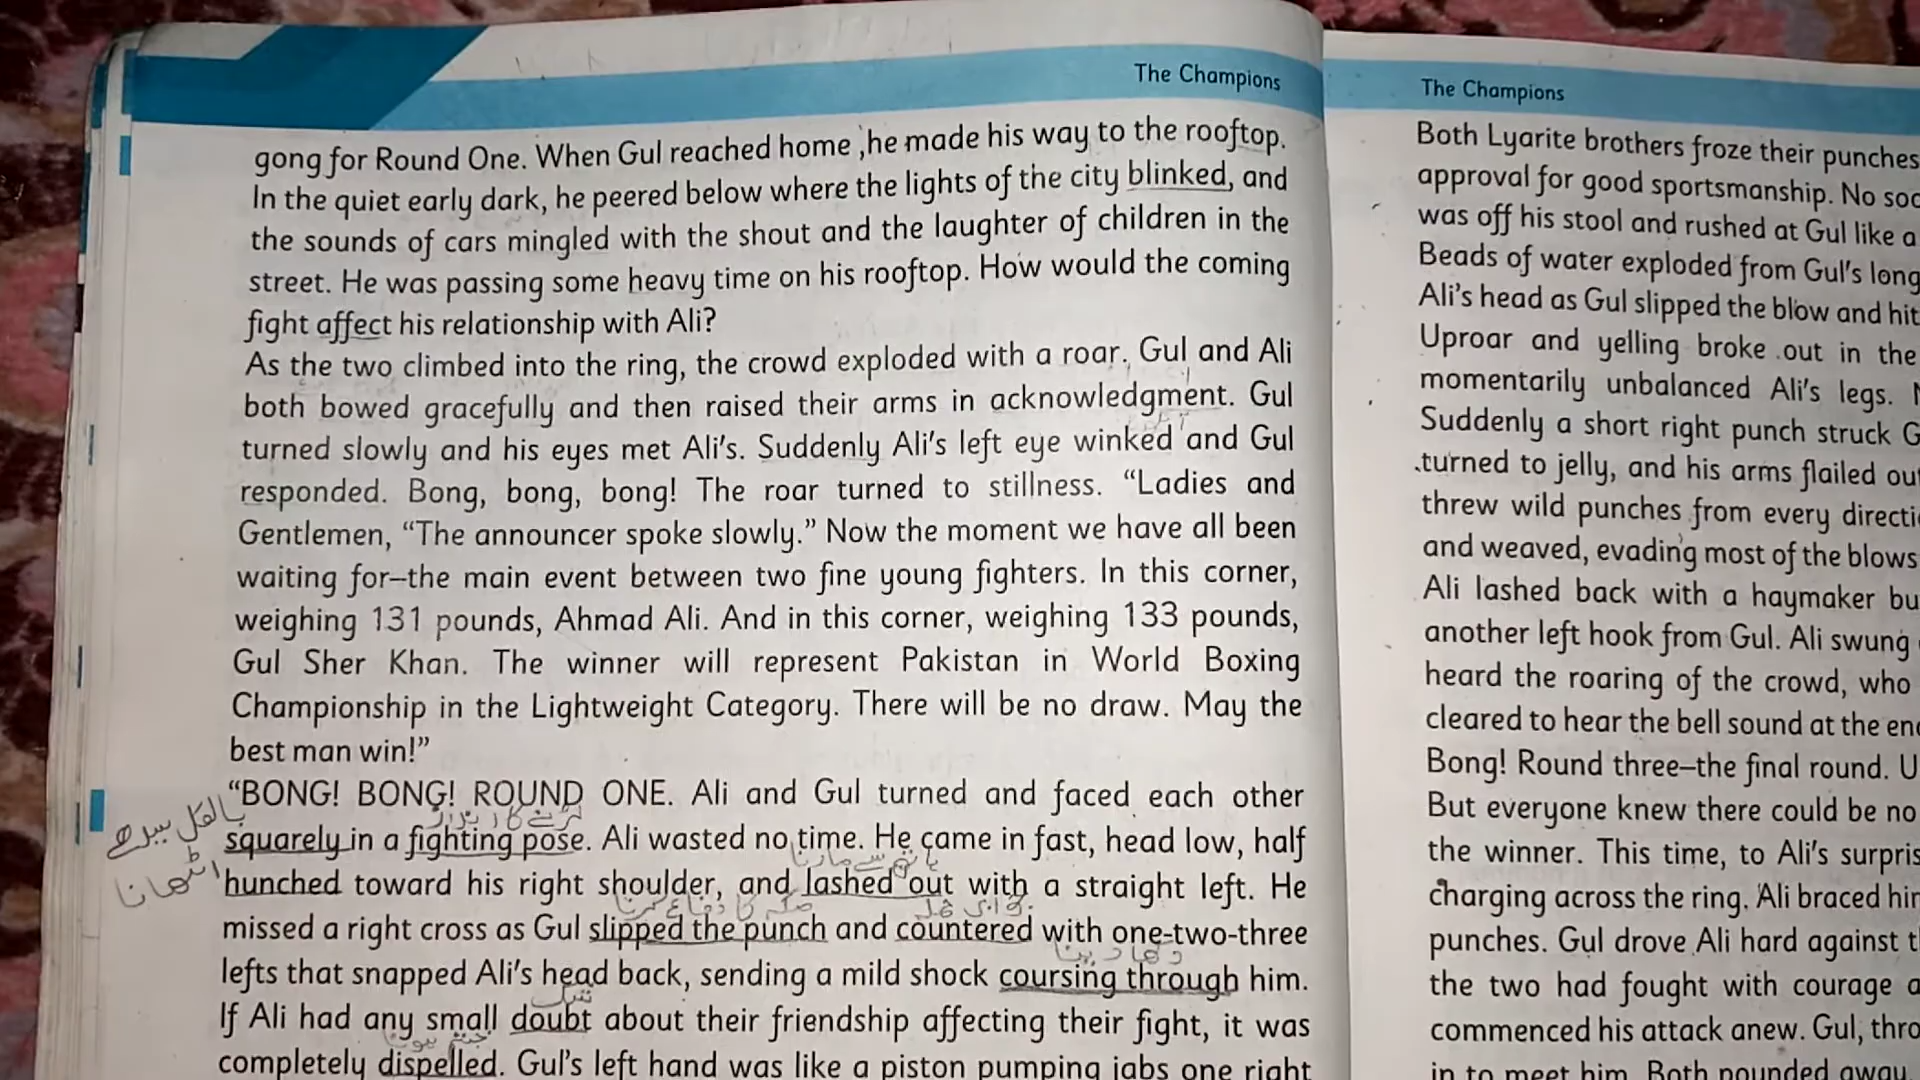 The Champions
gong for Round One. When Gul reached home ,he made his way to the rooftop.
In the quiet early dark, he peered below where the lights of the city blinked, and
the sounds of cars mingled with the shout and the laughter of children in the
street. He was passing some heavy time on his rooftop. How would the coming
fight affect his relationship with Ali?
As the two climbed into the ring, the crowd exploded with a roar. Gul and Ali
both bowed gracefully and then raised their arms in acknowledgment. Gul
turned slowly and his eyes met Ali's. Suddenly Ali's left eye winked and Gul
responded. Bong, bong, bong! The roar turned to stillness. “Ladies and
Gentlemen, “The announcer spoke slowly.” Now the moment we have all been
waiting for–the main event between two fine young fighters. In this corner,
weighing 131 pounds, Ahmad Ali. And in this corner, weighing 133 pounds,
Gul Sher Khan. The winner will represent Pakistan in World Boxing
Championship in the Lightweight Category. There will be no draw. May the
best man win!”
“BONG! BONG! ROUND ONE. Ali and Gul turned and faced each other
بالکل سیدھے
squarely in a fighting pose. Ali wasted no time. He came in fast, head low, half
اٹھانا
hunched toward his right shoulder, and lashed out with a straight left. He
missed a right cross as Gul slipped the punch and countered with one-two-three
lefts that snapped Ali's head back, sending a mild shock coursing through him.
شک
If Ali had any small doubt about their friendship affecting their fight, it was
completely dispelled. Gul's left hand was like a piston pumping jabs one right
The Champions
Both Lyarite brothers froze their punches
approval for good sportsmanship. No
was off his stool and rushed at Gul like a
Beads of water exploded from Gul's long
Ali's head as Gul slipped the blow and hit
Uproar and yelling broke out in the
momentarily unbalanced Ali's legs.
Suddenly a short right punch struck
turned to jelly, and his arms flailed
threw wild punches from every
and weaved, evading most of the blows
Ali lashed back with a haymaker
another left hook from Gul. Ali swung
heard the roaring of the crowd, who
cleared to hear the bell sound at the
Bong! Round three–the final round.
But everyone knew there could be no
the winner. This time, to Ali's
charging across the ring. Ali braced
punches. Gul drove Ali hard against
the two had fought with courage
commenced his attack anew. Gul,
in to meet him. Both pounded away